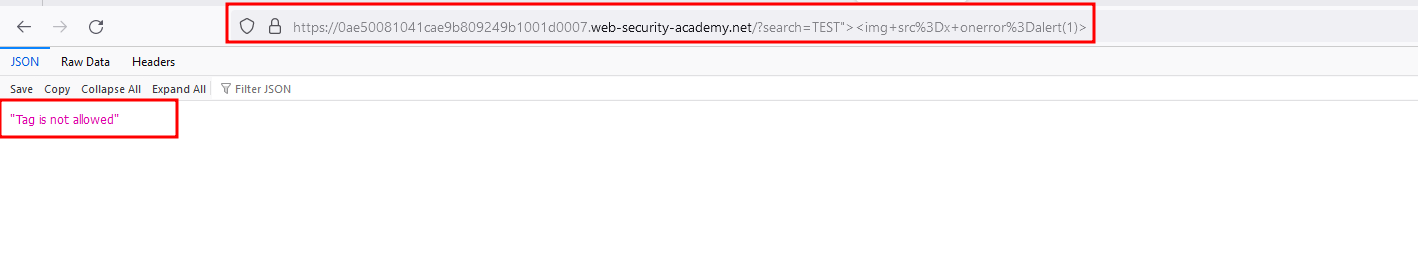 https://0ae50081041cae9b809249b1001d0007.web-security-academy.net/?search=TEST"><img+src%3Dx+onerror%3Dalert(1)>
JSON Raw Data Headers
Save Copy Collapse All Expand All Filter JSON
"Tag is not allowed"